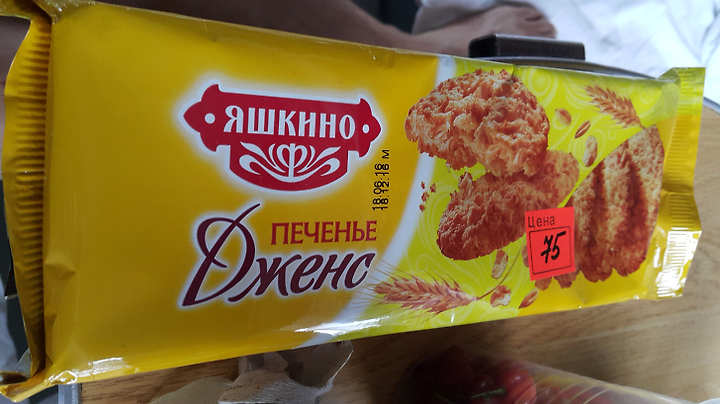 ЯШКИНО
18.06.16 М
18.12.16
ПЕЧЕНЬЕ
Дженс
Цена
75